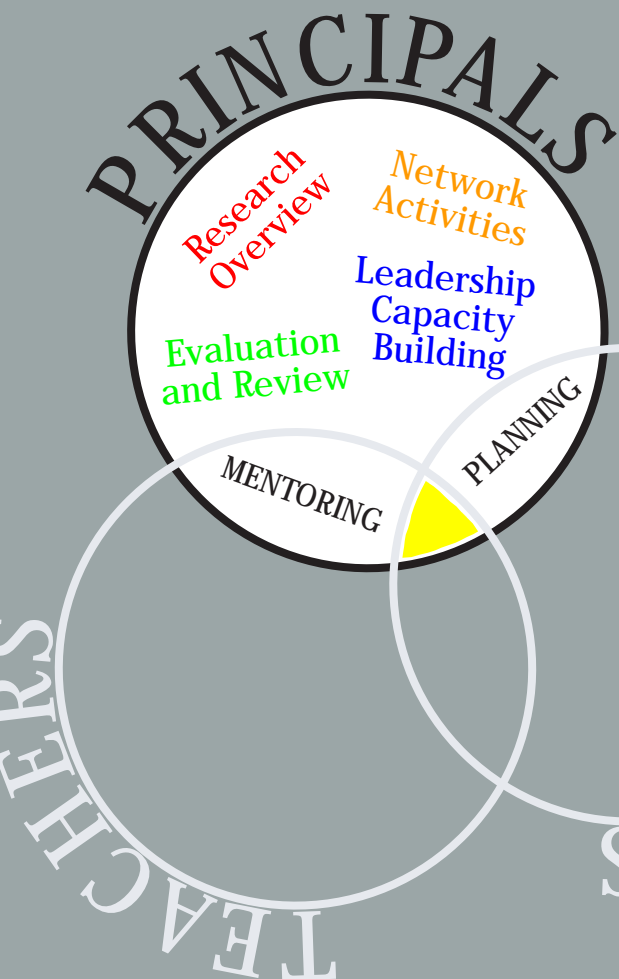 PRINCIPALS
Research
Overview
Network
Activities
Leadership
Capacity
Building
Evaluation
and Review
MENTORING
PLANNING
TEACHERS
S